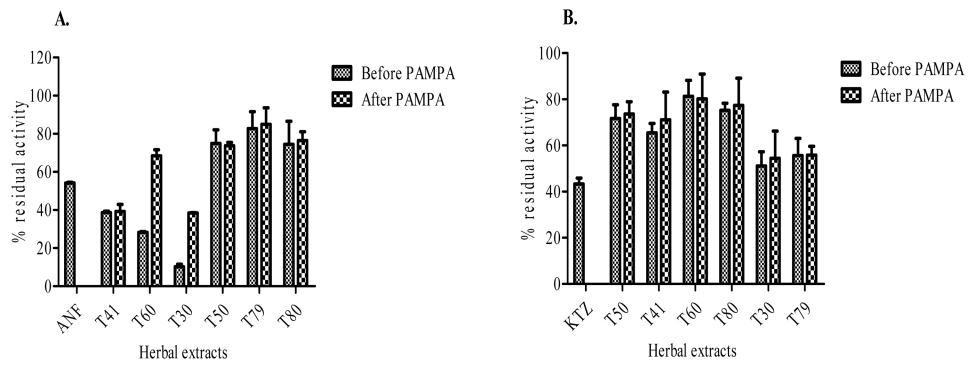 A.
% residual activity
120
100
80
60
40
20
0
ANF
T41
T60
T30
T50
T79
T80
Herbal extracts
Before PAMPA
After PAMPA
B.
% residual activity
100
80
60
40
20
0
KTZ
T50
T41
T60
T80
T30
T79
Herbal extracts
Before PAMPA
After PAMPA